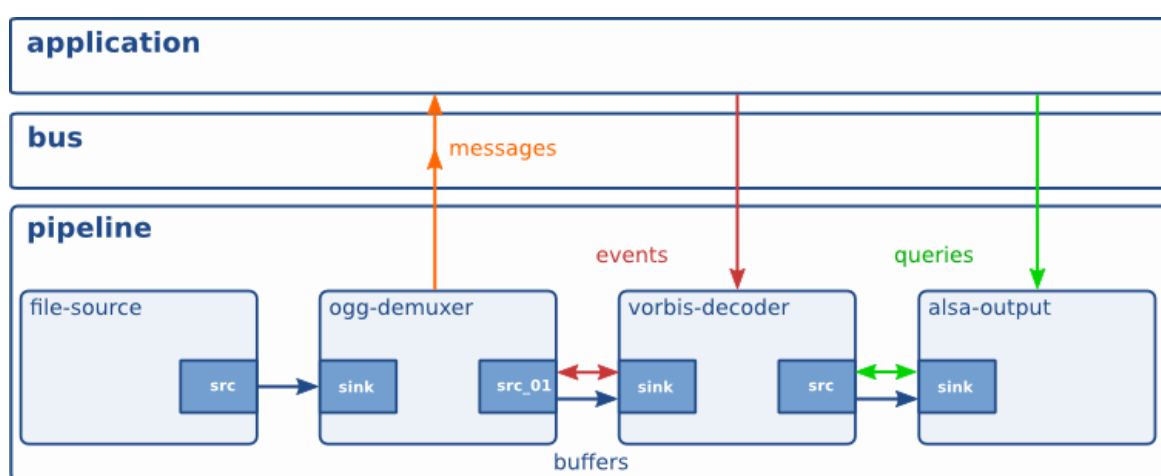 application
bus
messages
pipeline
events
queries
file-source
ogg-demuxer
vorbis-decoder
alsa-output
src
sink
src_01
sink
src
sink
buffers